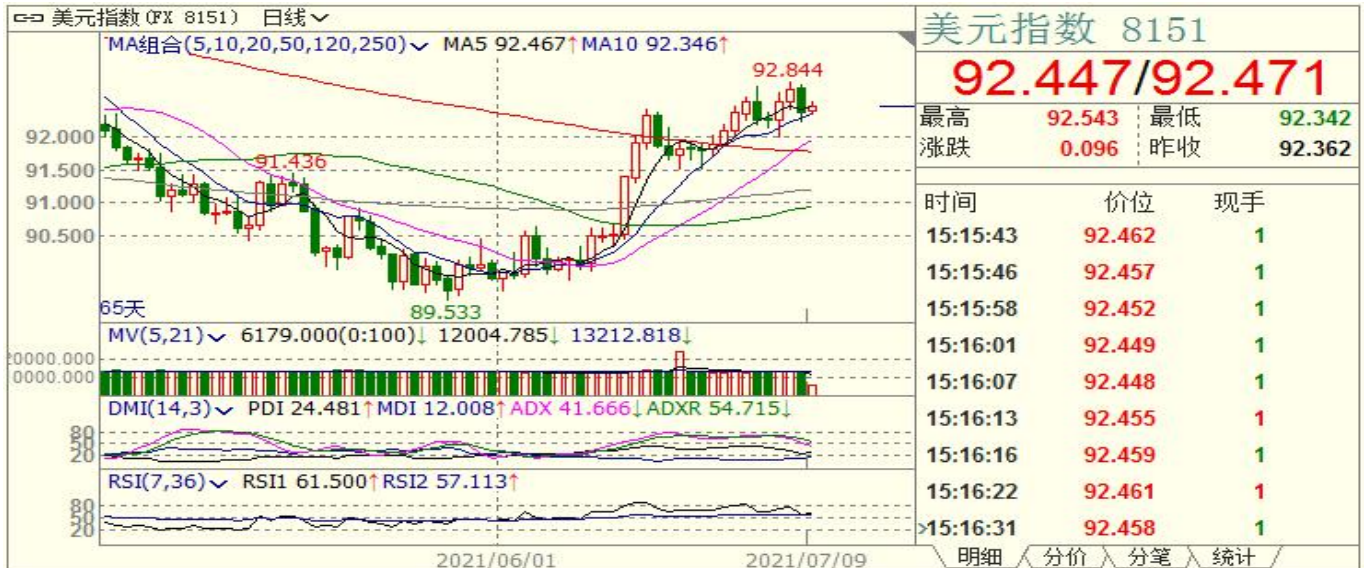 美元指数(FX 8151) 日线
MA组合(5,10,20,50,120,250) MA5 92.467↑MA10 92.346↑
92.844
92.000
91.500
91.436
91.000
90.500
65天
89.533
MV(5,21) 6179.000(0:100)↓ 12004.785↓ 13212.818↓
0000.000
0000.000
DMI(14,3) PDI 24.481↑MDI 12.008↑ADX 41.666↓ADXR 54.715↓
80
50
20
RSI(7,36) RSI1 61.500↑RSI2 57.113↑
80
50
20
2021/06/01 2021/07/09
美元指数 8151
92.447/92.471
最高 92.543 最低 92.342
涨跌 0.096 昨收 92.362
时间 价位 现手
15:15:43 92.462 1
15:15:46 92.457 1
15:15:58 92.452 1
15:16:01 92.449 1
15:16:07 92.448 1
15:16:13 92.455 1
15:16:16 92.459 1
15:16:22 92.461 1
>15:16:31 92.458 1
明细 分价 分笔 统计